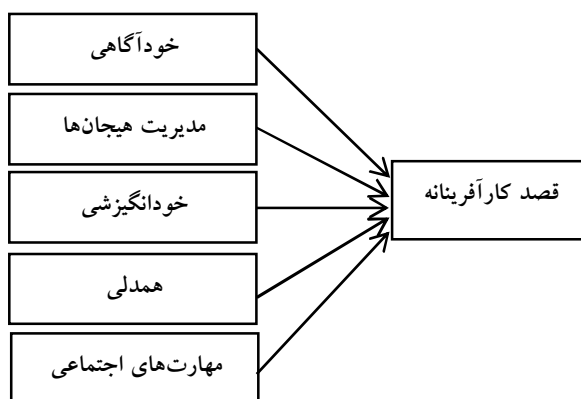 خودآگاهی
مدیریت هیجان‌ها
خودانگیزشی
همدلی
مهارت‌های اجتماعی
قصد کارآفرینانه